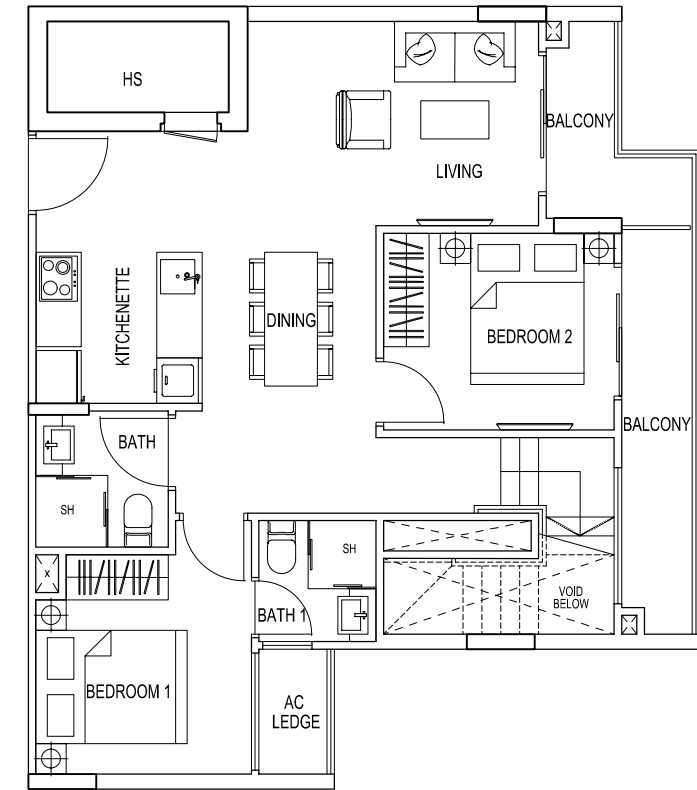 HS
BALCONY
LIVING
KITCHENETTE
DINING
BEDROOM 2
BALCONY
BATH
SH
SH
X
VOID
BELOW
BATH 1
BEDROOM 1
AC
LEDGE